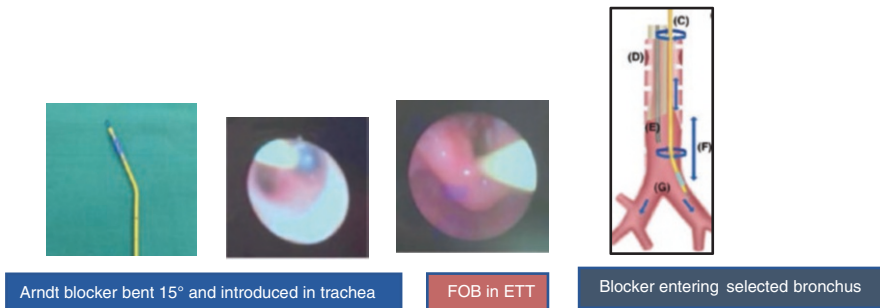 (C)
(D)
(E)
(F)
(G)
Arndt blocker bent 15° and introduced in trachea
FOB in ETT
Blocker entering selected bronchus